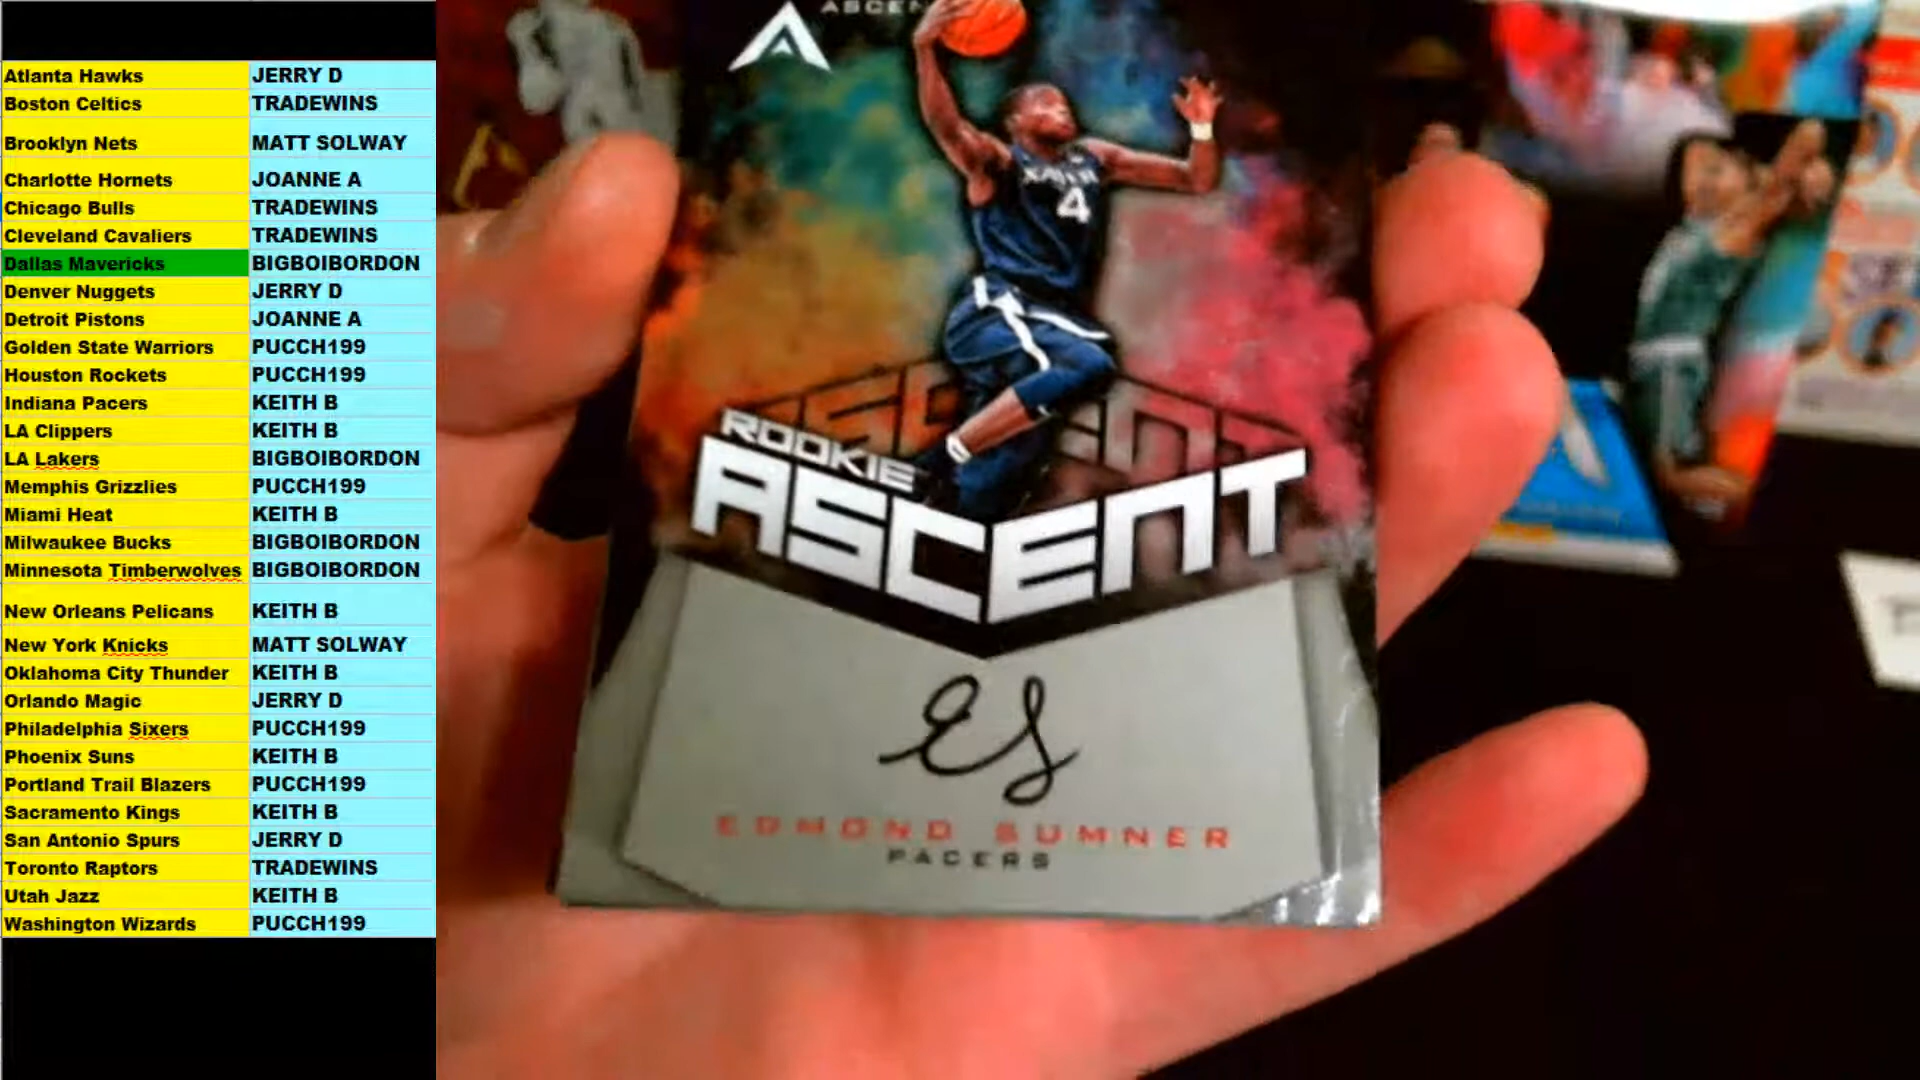 Atlanta Hawks JERRY D
Boston Celtics TRADEWINS
Brooklyn Nets MATT SOLWAY
Charlotte Hornets JOANNE A
Chicago Bulls TRADEWINS
Cleveland Cavaliers TRADEWINS
Dallas Mavericks BIGBOIBORDON
Denver Nuggets JERRY D
Detroit Pistons JOANNE A
Golden State Warriors PUCCH199
Houston Rockets PUCCH199
Indiana Pacers KEITH B
LA Clippers KEITH B
LA Lakers BIGBOIBORDON
Memphis Grizzlies PUCCH199
Miami Heat KEITH B
Milwaukee Bucks BIGBOIBORDON
Minnesota Timberwolves BIGBOIBORDON
New Orleans Pelicans KEITH B
New York Knicks MATT SOLWAY
Oklahoma City Thunder KEITH B
Orlando Magic JERRY D
Philadelphia Sixers PUCCH199
Phoenix Suns KEITH B
Portland Trail Blazers PUCCH199
Sacramento Kings KEITH B
San Antonio Spurs JERRY D
Toronto Raptors TRADEWINS
Utah Jazz KEITH B
Washington Wizards PUCCH199
XAVIER
4
ROOKIE
ASCENT
ES
EDMOND SUMNER
PACERS